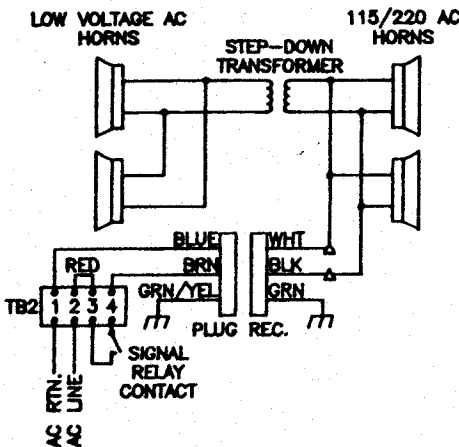 LOW VOLTAGE AC
HORNS
115/220 AC
HORNS
STEP-DOWN
TRANSFORMER
BLUE
WHT
RED
BRN
BLK
GRN/YEL
GRN
TB2
1 2 3 4
PLUG REC.
SIGNAL
RELAY
CONTACT
AC RTN.
AC LINE